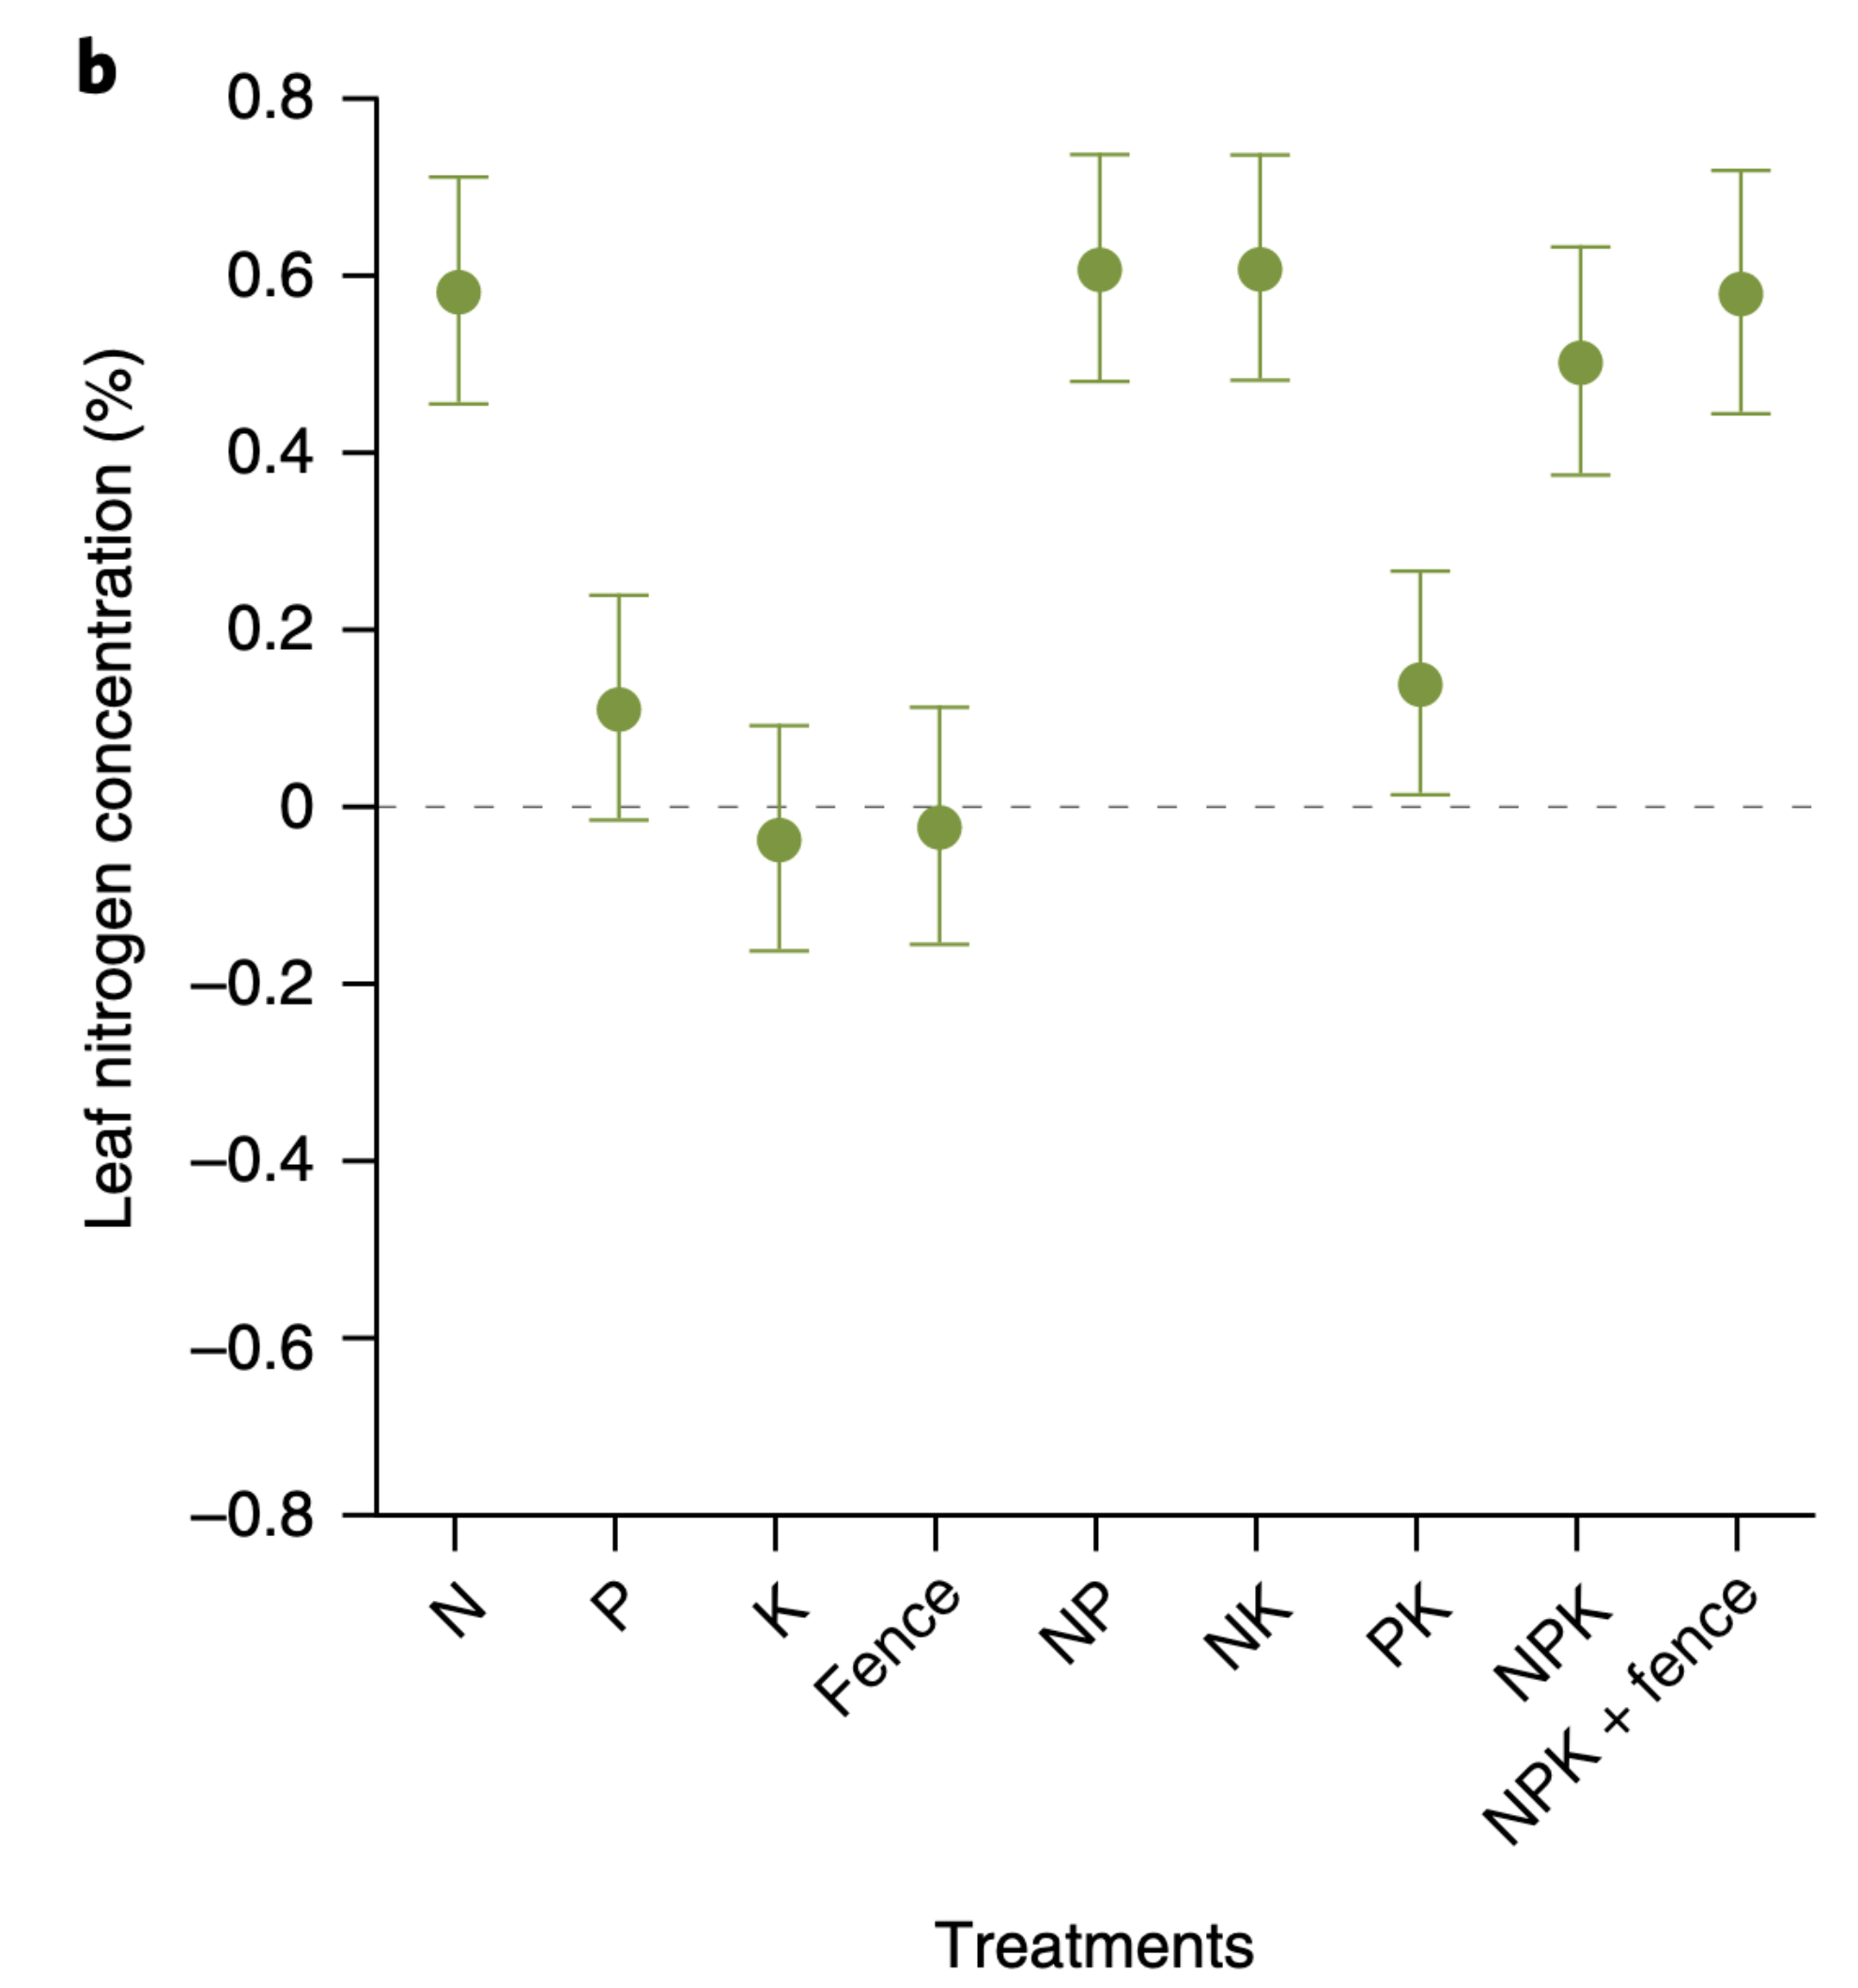 b
Leaf nitrogen concentration (%)
0.8
0.6
0.4
0.2
0
–0.2
–0.4
–0.6
–0.8
N
P
K
Fence
NP
NK
PK
NPK
NPK + fence
Treatments